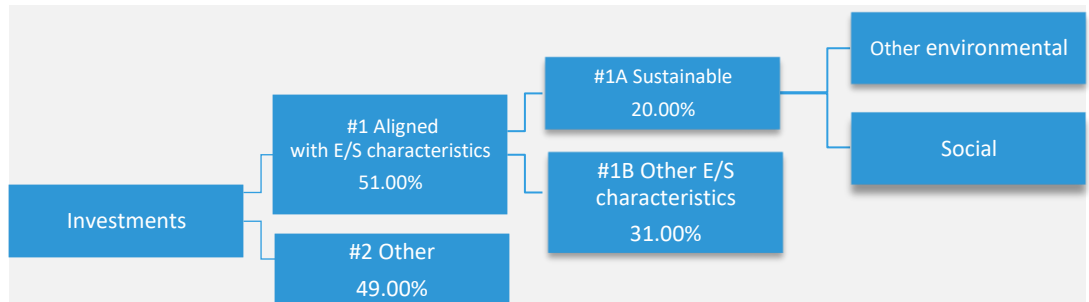 Investments
#1 Aligned
with E/S characteristics
51.00%
#2 Other
49.00%
#1A Sustainable
20.00%
#1B Other E/S
characteristics
31.00%
Other environmental
Social